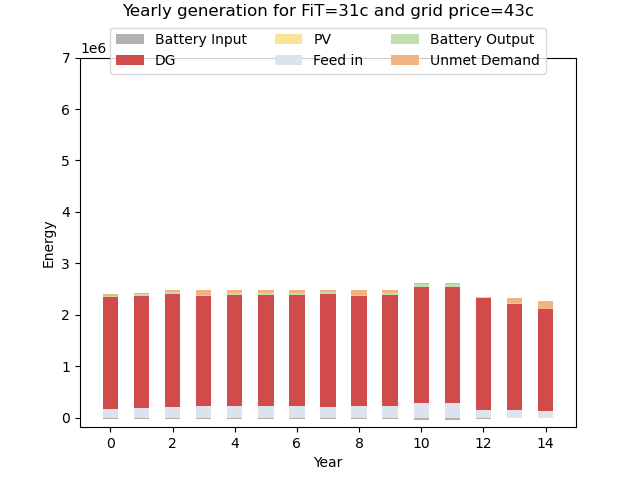 Yearly generation for FiT=31c and grid price=43c
1e6
Battery Input PV Battery Output
DG Feed in Unmet Demand
7
6
5
4
3
2
1
0
Energy
0 2 4 6 8 10 12 14
Year